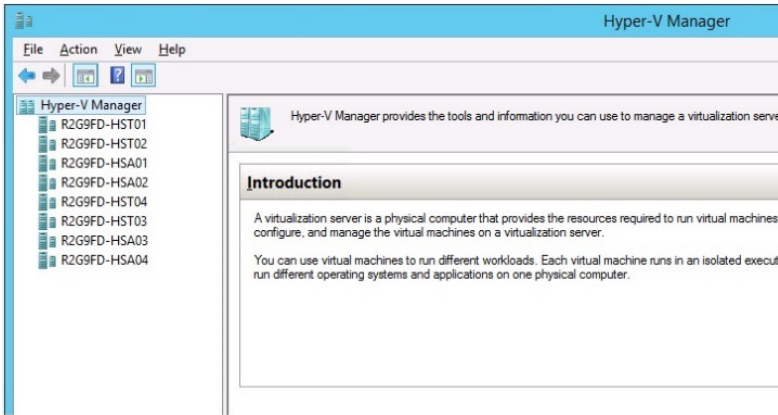 Hyper-V Manager
File Action View Help
Hyper-V Manager
R2G9FD-HST01
R2G9FD-HST02
R2G9FD-HSA01
R2G9FD-HSA02
R2G9FD-HST04
R2G9FD-HST03
R2G9FD-HSA03
R2G9FD-HSA04
Hyper-V Manager provides the tools and information you can use to manage a virtualization serve
Introduction
A virtualization server is a physical computer that provides the resources required to run virtual machines
configure, and manage the virtual machines on a virtualization server.
You can use virtual machines to run different workloads. Each virtual machine runs in an isolated execut
run different operating systems and applications on one physical computer.